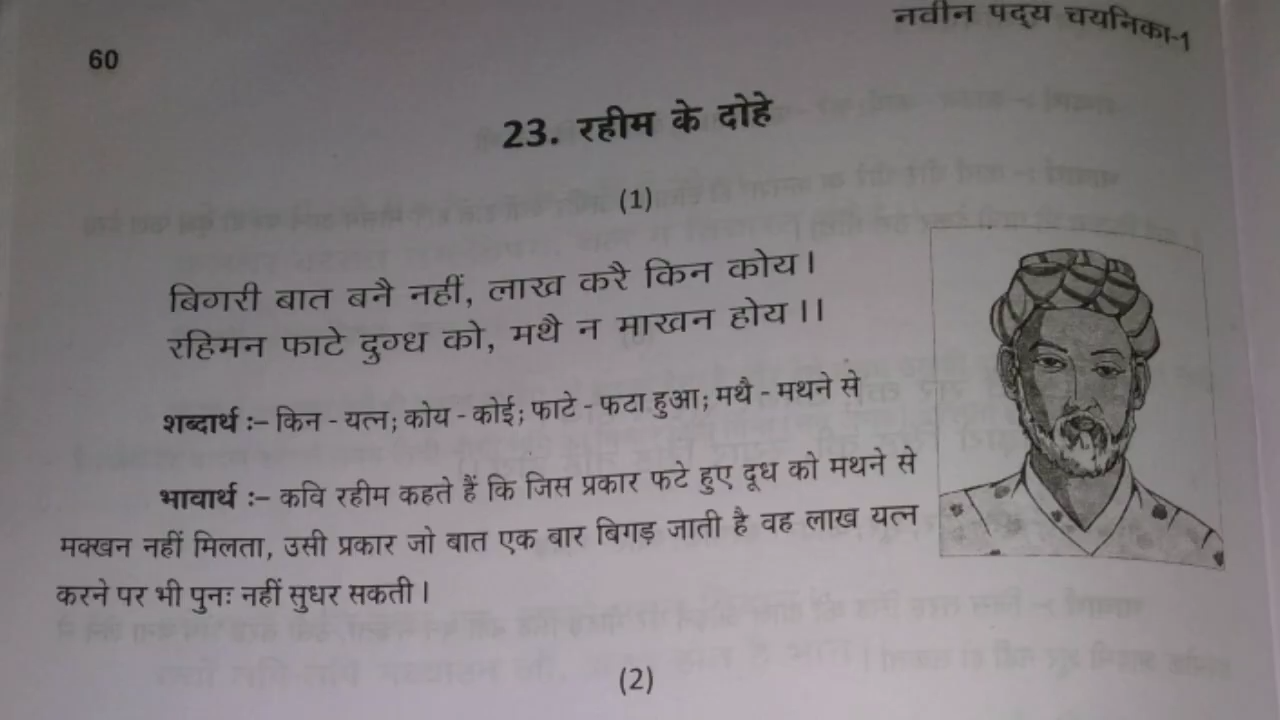 नवीन पद्य चयनिका-1
60
23. रहीम के दोहे
(1)
बिगरी बात बनै नहीं, लाख करै किन कोय।
रहिमन फाटे दुग्ध को, मथै न माखन होय।।
शब्दार्थ :– किन - यत्न; कोय - कोई; फाटे - फटा हुआ; मथै - मथने से
भावार्थ :– कवि रहीम कहते हैं कि जिस प्रकार फटे हुए दूध को मथने से
मक्खन नहीं मिलता, उसी प्रकार जो बात एक बार बिगड़ जाती है वह लाख यत्न
करने पर भी पुनः नहीं सुधर सकती।
(2)